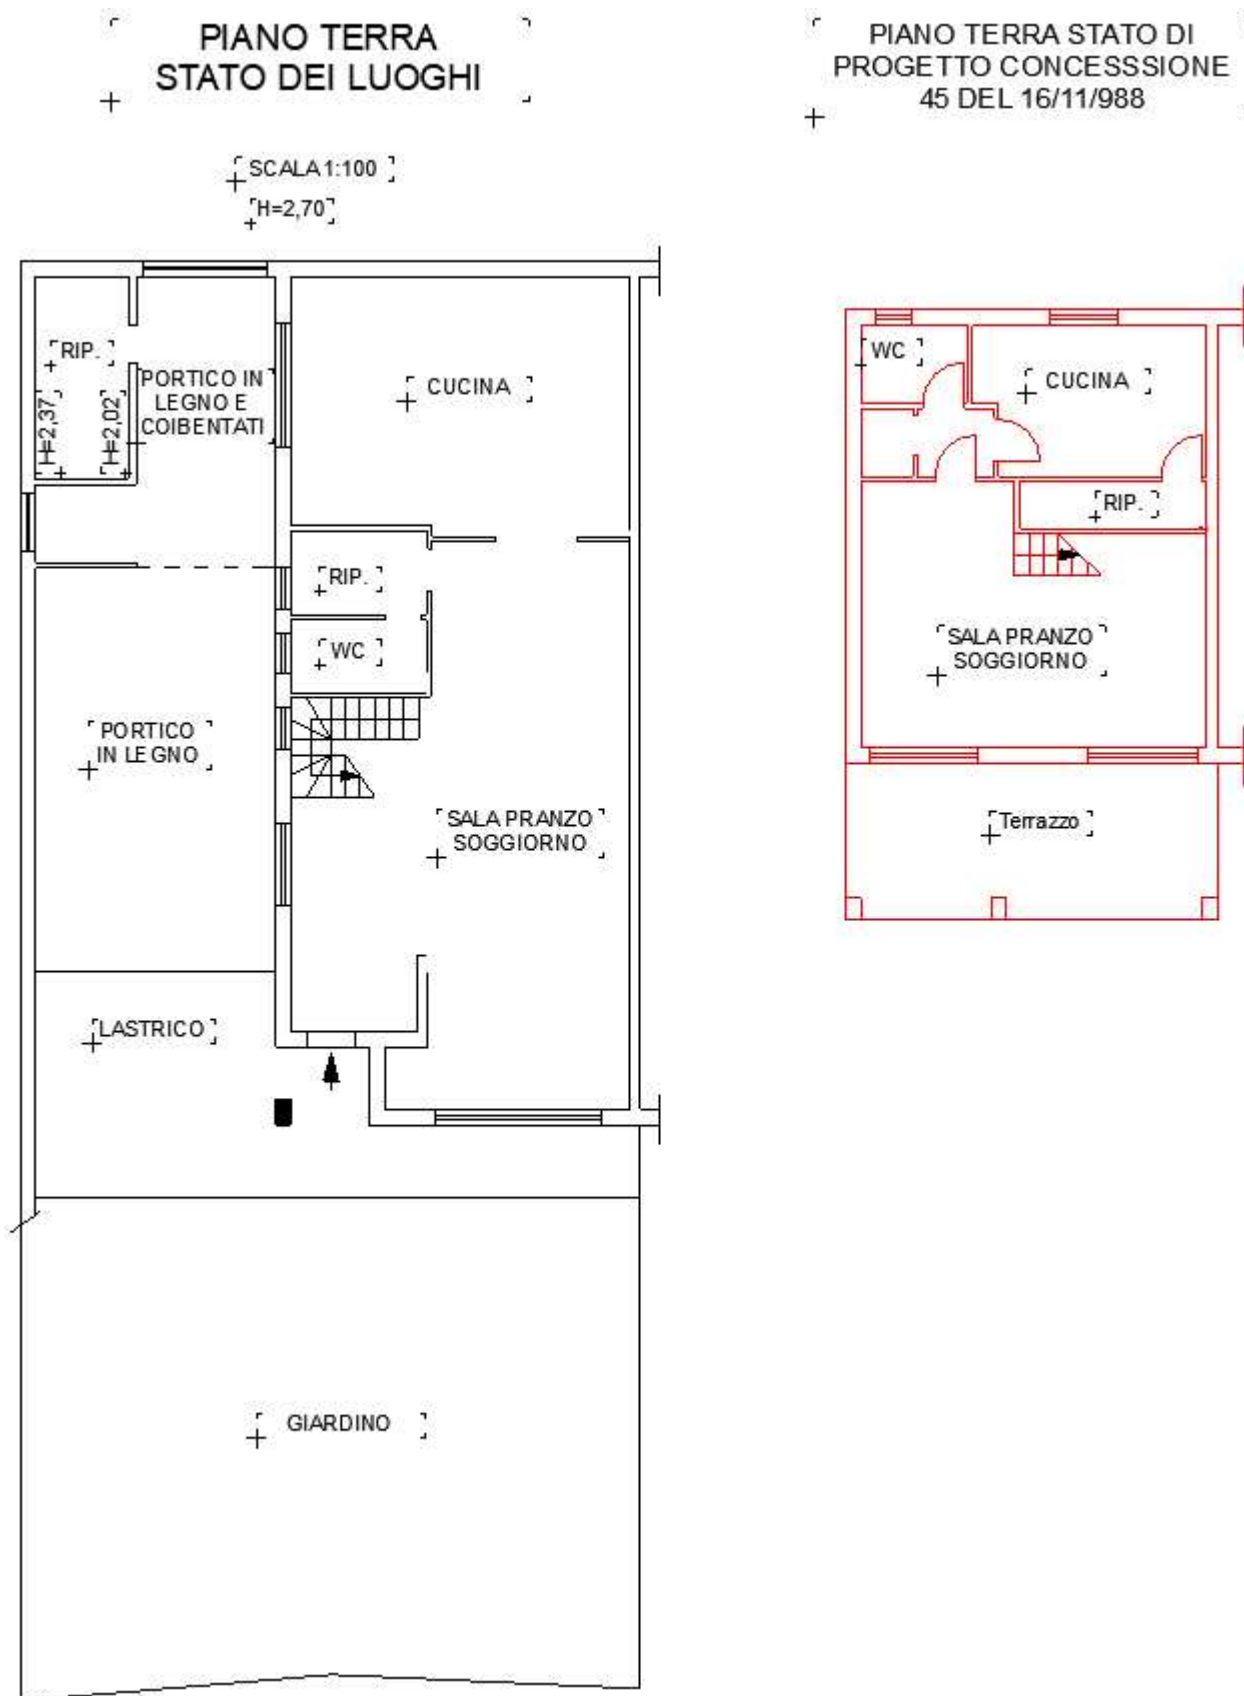 PIANO TERRA
STATO DEI LUOGHI
SCALA 1:100
H=2,70
RIP.
H=2,37
H=2,02
PORTICO IN
LEGNO E
COIBENTATI
CUCINA
RIP.
WC
PORTICO
IN LEGNO
SALA PRANZO
SOGGIORNO
LASTRICO
GIARDINO
PIANO TERRA STATO DI
PROGETTO CONCESSSIONE
45 DEL 16/11/988
WC
CUCINA
RIP.
SALA PRANZO
SOGGIORNO
Terrazzo